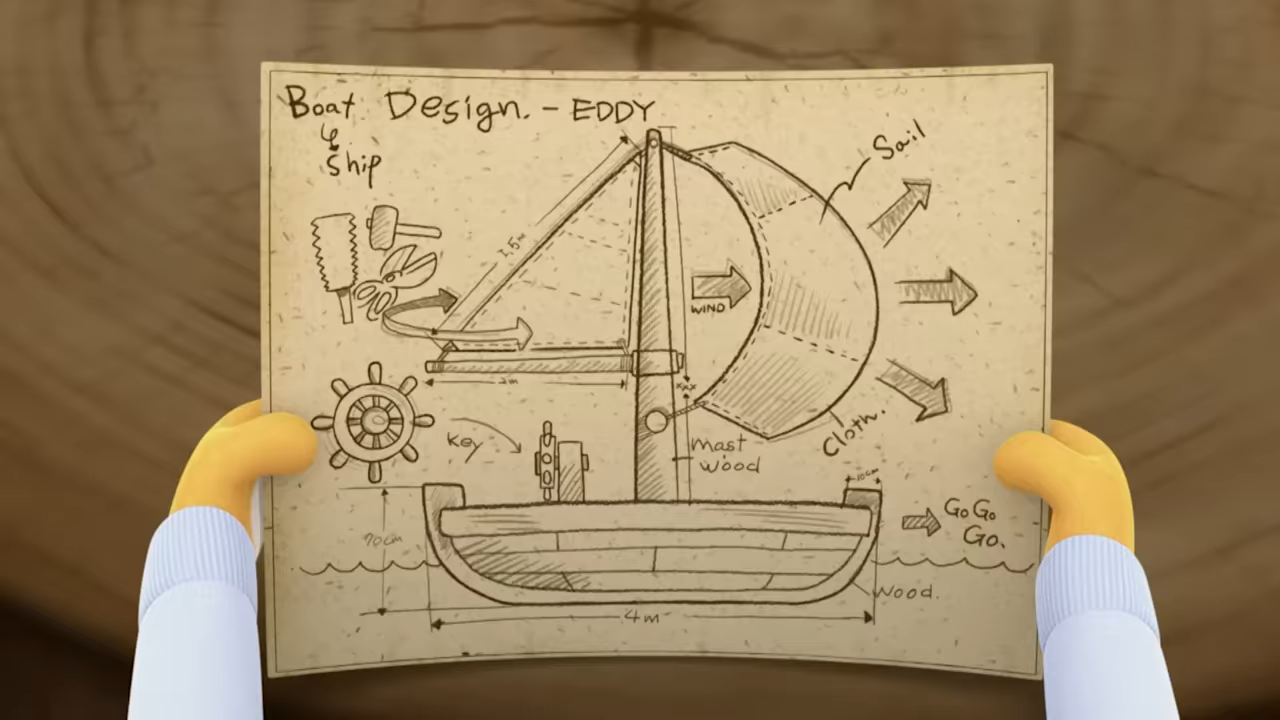 Boat Design. - EDDY
Ship
Sail
1.5m
WIND
2m
xxx
Cloth.
Key
mast
wood
10cm
GoGo
Go.
70cm
wood.
4m